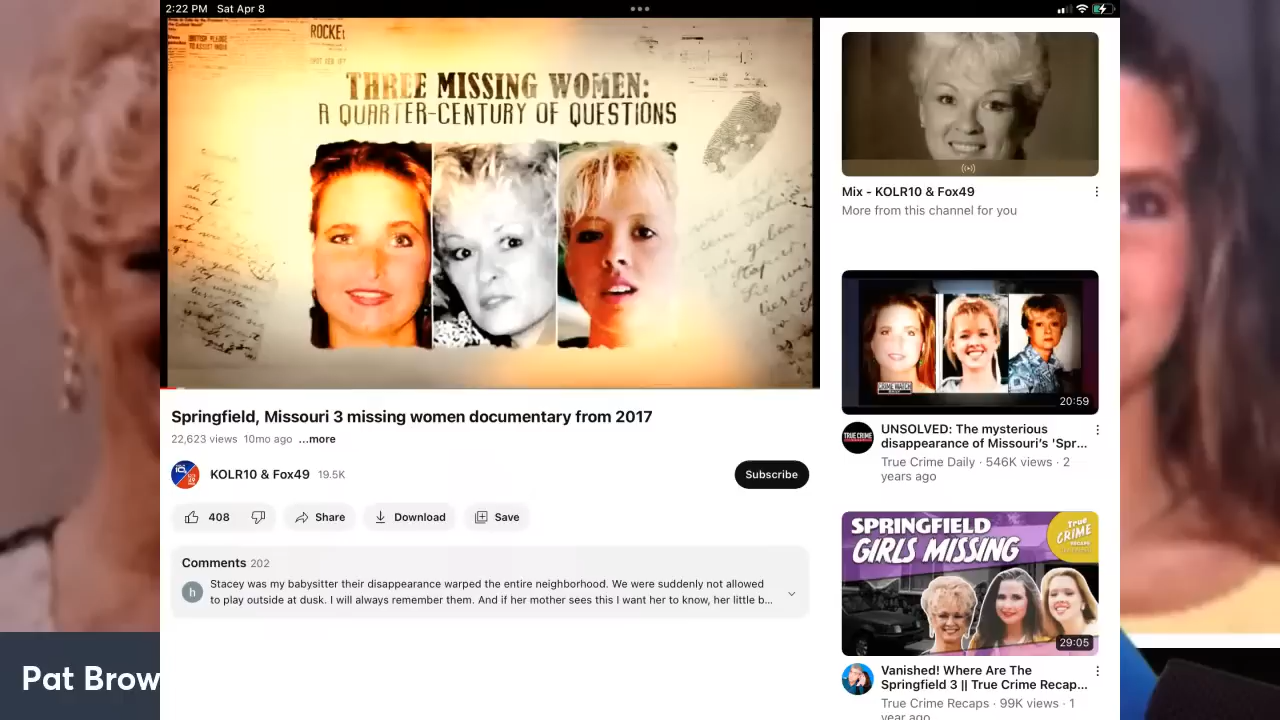 2:22 PM Sat Apr 8
THREE MISSING WOMEN:
A QUARTER-CENTURY OF QUESTIONS
Springfield, Missouri 3 missing women documentary from 2017
22,623 views 10mo ago ...more
KOLR10 & Fox49 19.5K
Subscribe
408
Share
Download
Save
Comments 202
h
Stacey was my babysitter their disappearance warped the entire neighborhood. We were suddenly not allowed
to play outside at dusk. I will always remember them. And if her mother sees this I want her to know, her little b...
Mix - KOLR10 & Fox49
More from this channel for you
20:59
TRUE CRIME
UNSOLVED: The mysterious
disappearance of Missouri's 'Spr...
True Crime Daily · 546K views · 2
years ago
SPRINGFIELD
GIRLS MISSING
True
CRIME
29:05
Vanished! Where Are The
Springfield 3 || True Crime Recap...
True Crime Recaps · 99K views · 1
year ago
Pat Brow